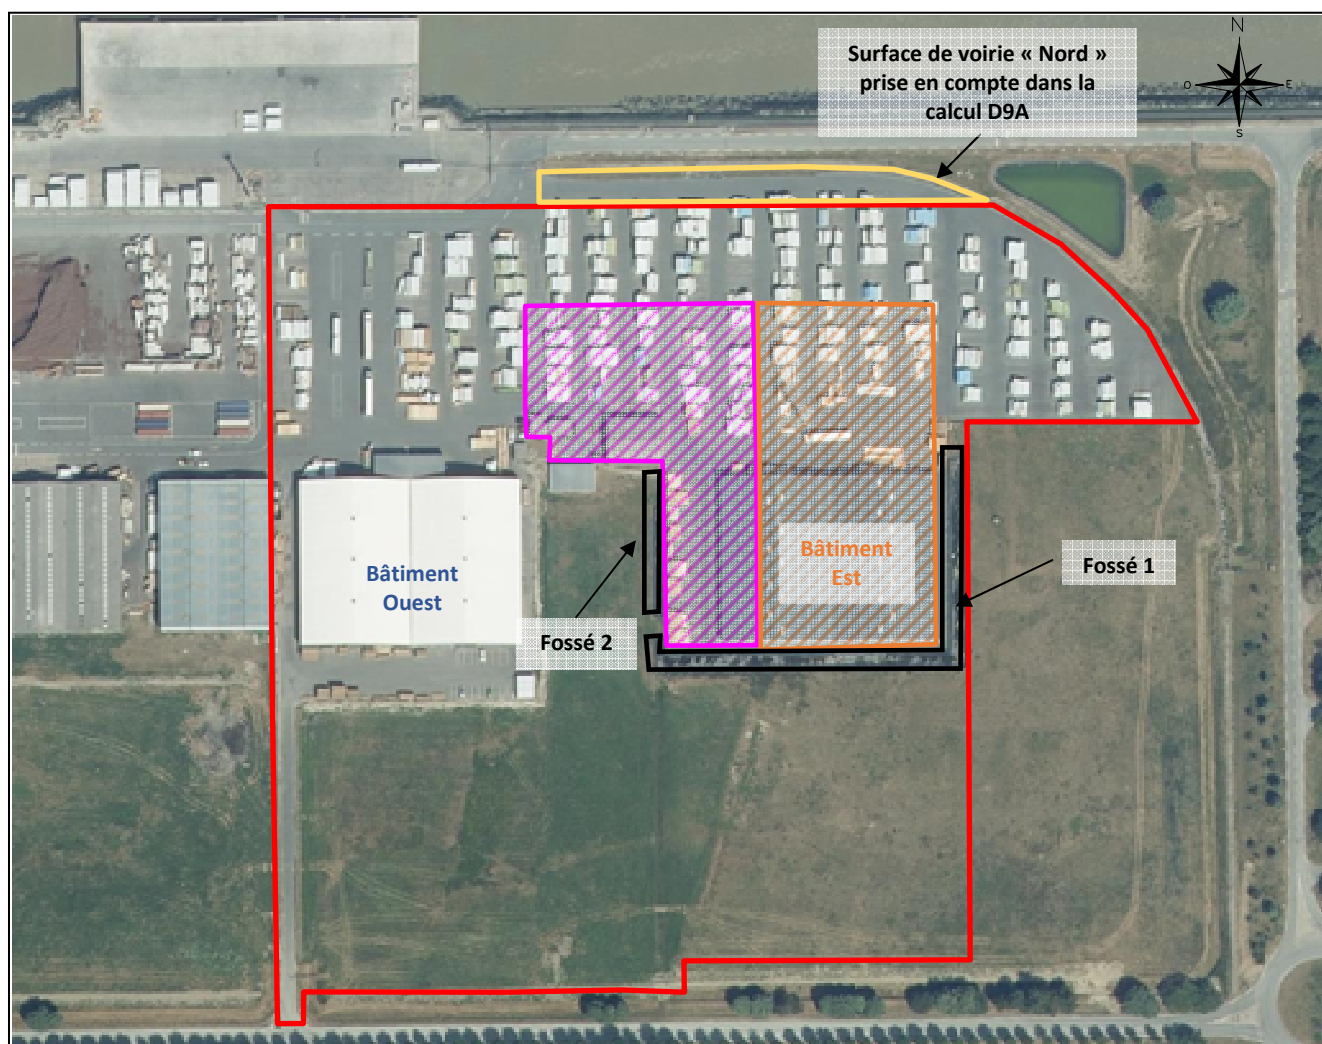 N
Surface de voirie « Nord »
prise en compte dans la
calcul D9A
O
E
S
Bâtiment
Ouest
Bâtiment
Est
Fossé 1
Fossé 2